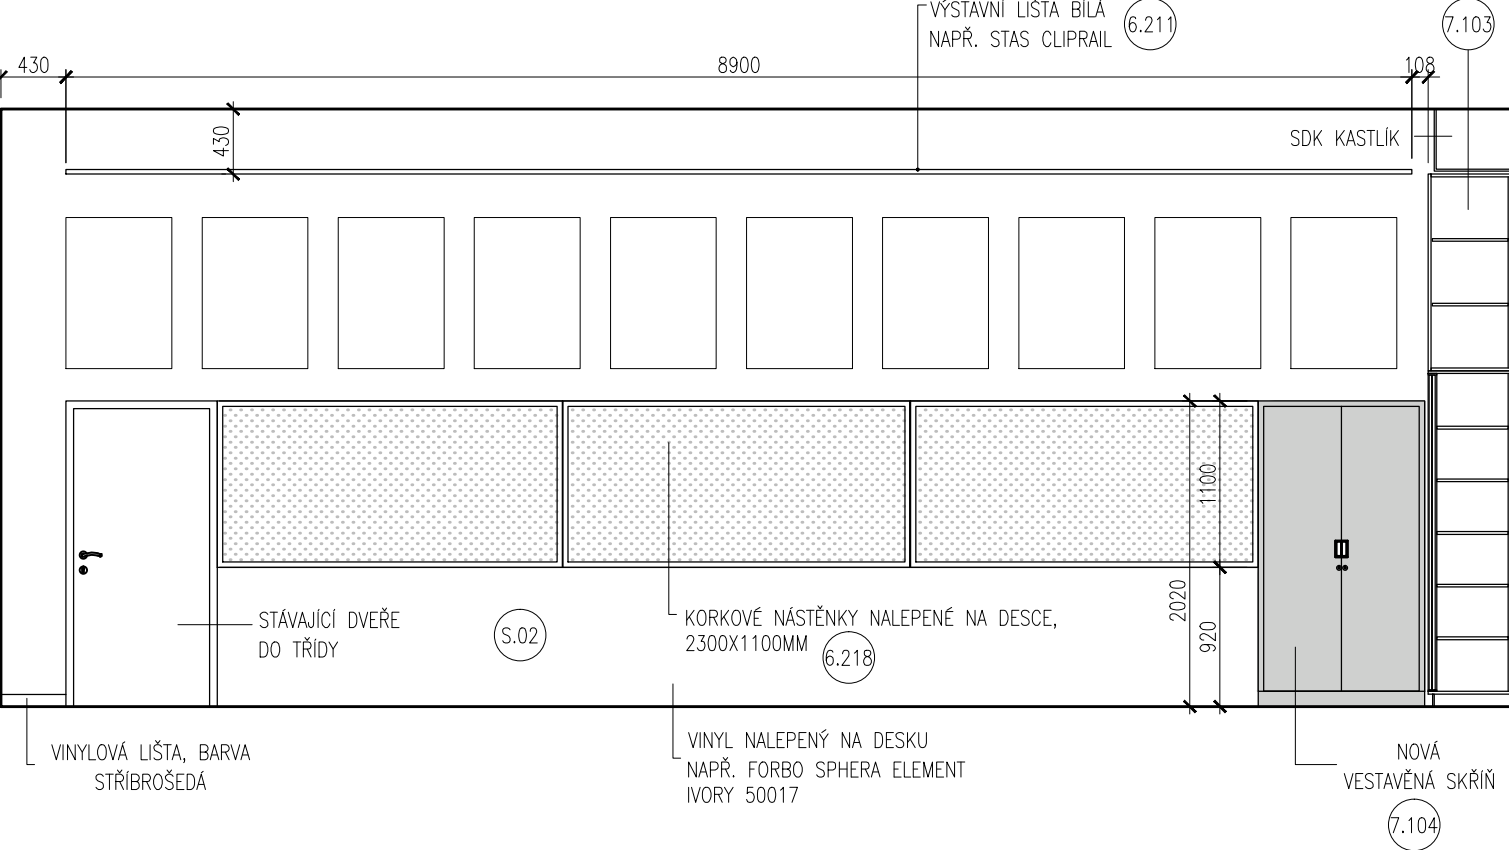 VÝSTAVNÍ LIŠTA BÍLÁ
NAPŘ. STAS CLIPRAIL
6.211
7.103
430
8900
108
430
SDK KASTLÍK
1100
2020
920
STÁVAJÍCÍ DVEŘE
DO TŘÍDY
S.02
KORKOVÉ NÁSTĚNKY NALEPENÉ NA DESCE,
2300X1100MM
6.218
VINYLOVÁ LIŠTA, BARVA
STŘÍBROŠEDÁ
VINYL NALEPENÝ NA DESKU
NAPŘ. FORBO SPHERA ELEMENT
IVORY 50017
NOVÁ
VESTAVĚNÁ SKŘÍŇ
7.104